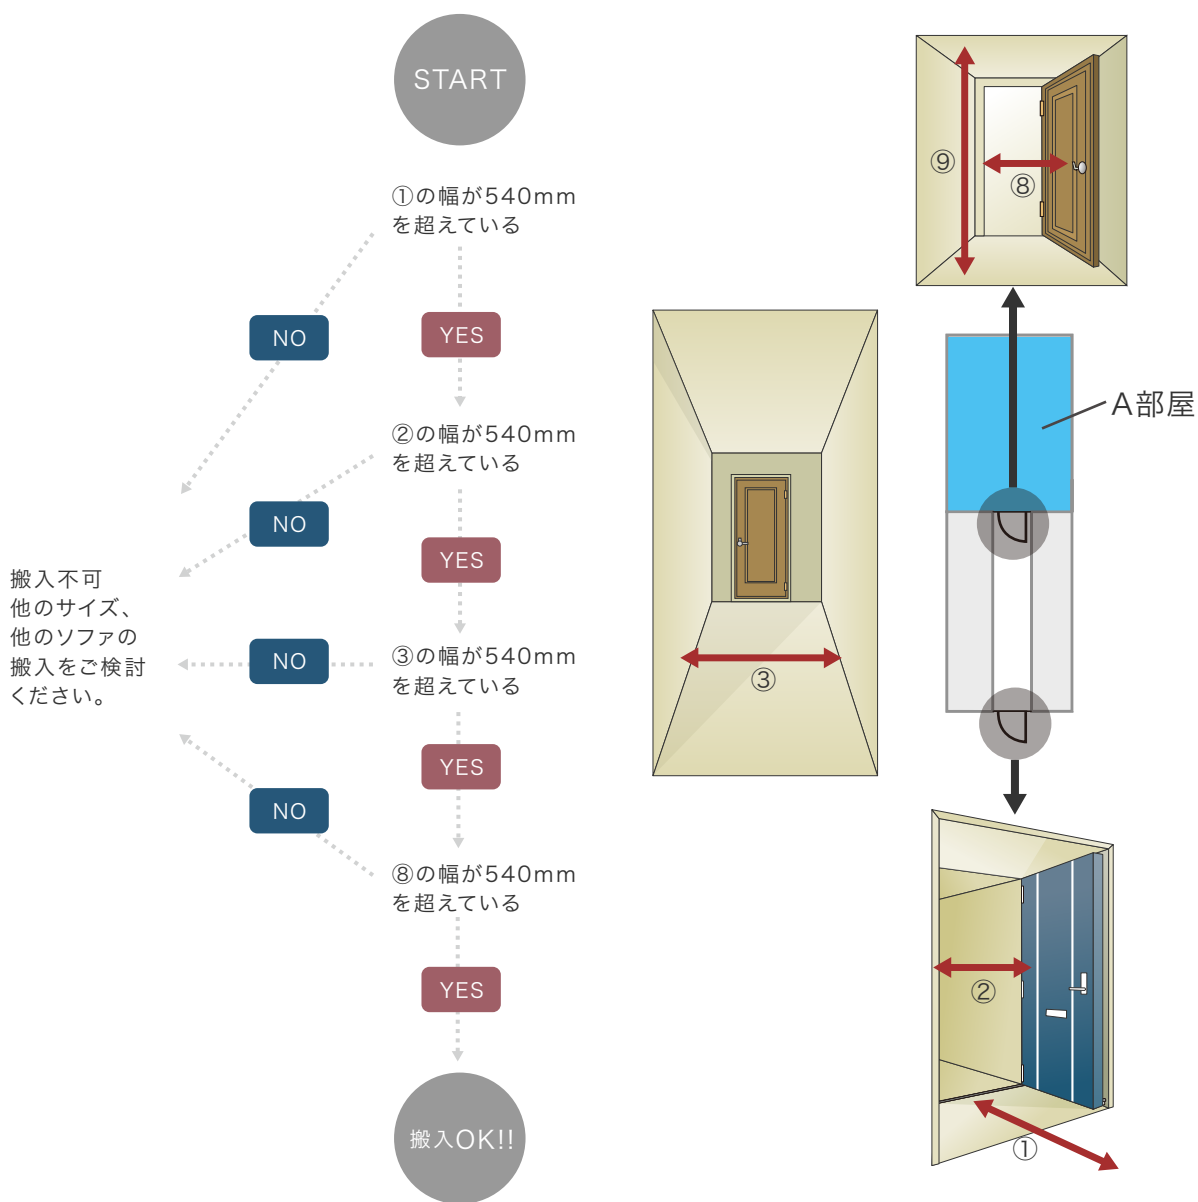 START
①の幅が540mm
を超えている
NO
YES
②の幅が540mm
を超えている
NO
YES
搬入不可
他のサイズ、
他のソファの
搬入をご検討
ください。
③の幅が540mm
を超えている
NO
YES
⑧の幅が540mm
を超えている
NO
YES
搬入OK!!
③
⑨
⑧
A部屋
②
①